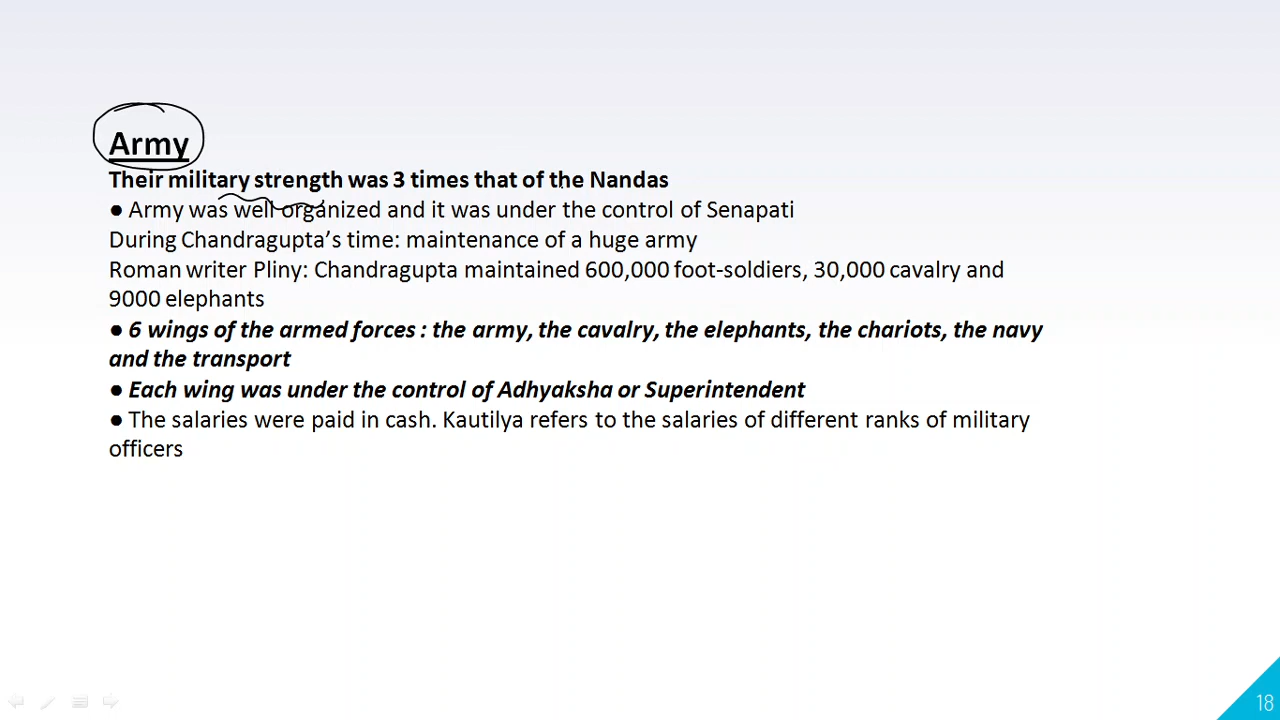 Army
Their military strength was 3 times that of the Nandas
● Army was well organized and it was under the control of Senapati
During Chandragupta's time: maintenance of a huge army
Roman writer Pliny: Chandragupta maintained 600,000 foot-soldiers, 30,000 cavalry and
9000 elephants
● 6 wings of the armed forces : the army, the cavalry, the elephants, the chariots, the navy
and the transport
● Each wing was under the control of Adhyaksha or Superintendent
● The salaries were paid in cash. Kautilya refers to the salaries of different ranks of military
officers
18